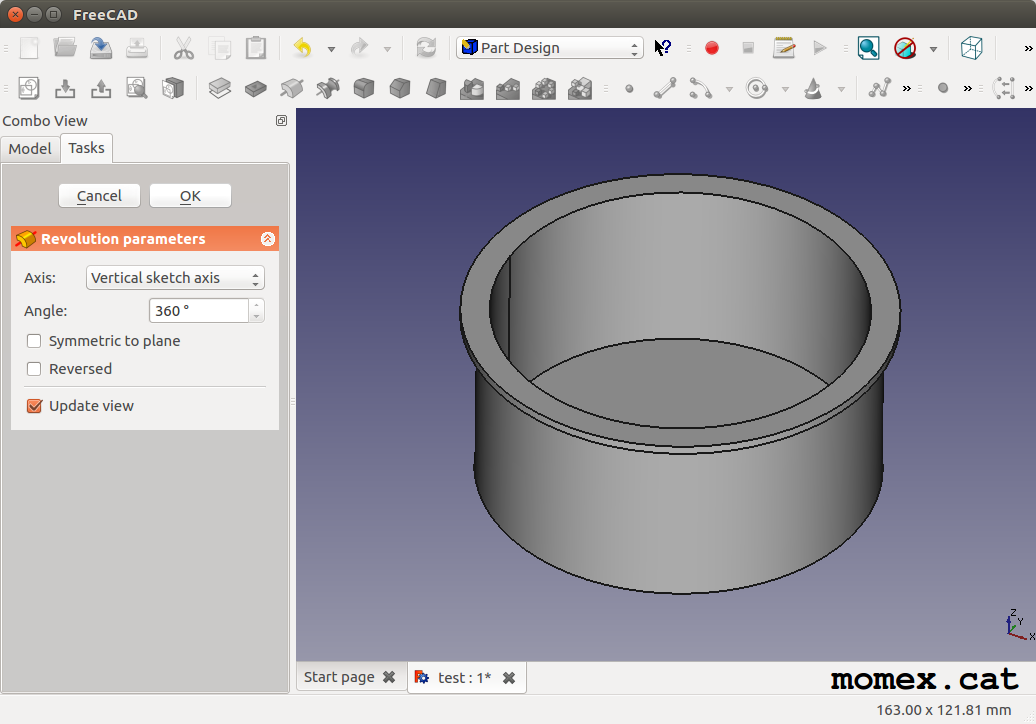 FreeCAD
Part Design
Combo View
Model
Tasks
Cancel
OK
Revolution parameters
Axis:
Vertical sketch axis
Angle:
360 °
Symmetric to plane
Reversed
Update view
Z
Y
X
Start page
test : 1*
momex.cat
163.00 x 121.81 mm